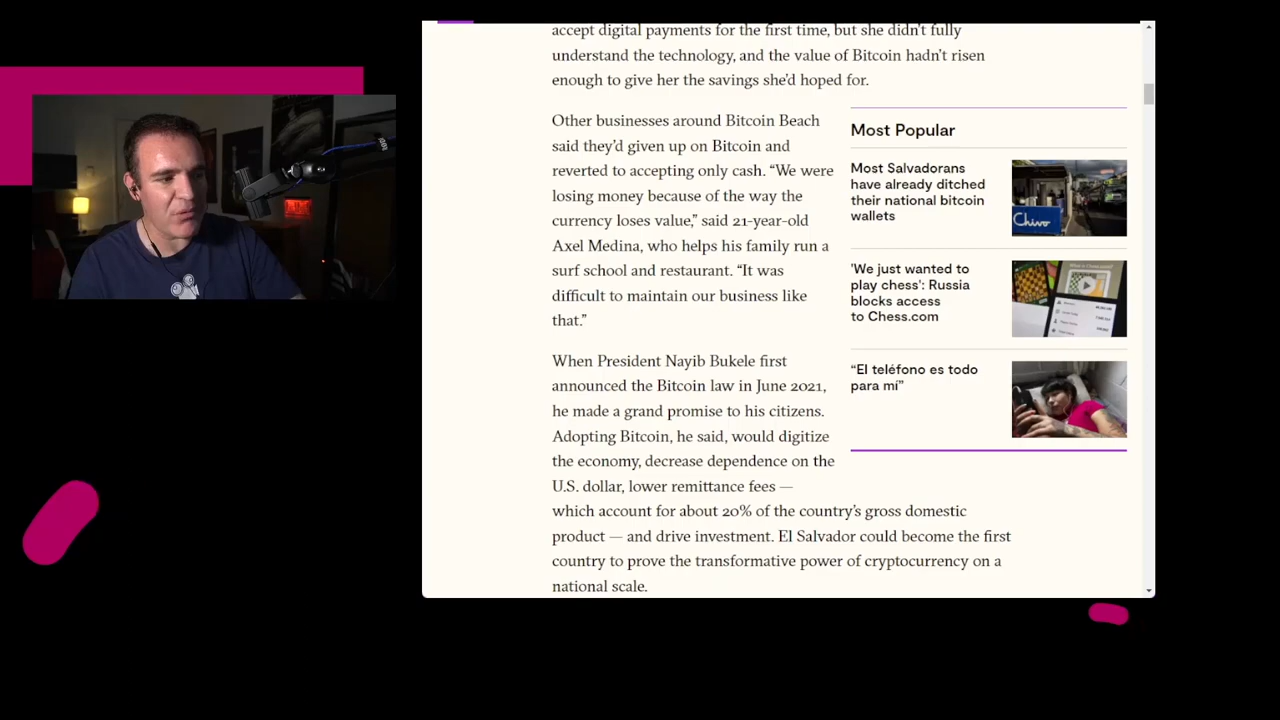 accept digital payments for the first time, but she didn’t fully
understand the technology, and the value of Bitcoin hadn’t risen
enough to give her the savings she’d hoped for.
Other businesses around Bitcoin Beach
said they’d given up on Bitcoin and
reverted to accepting only cash. “We were
losing money because of the way the
currency loses value,” said 21-year-old
Axel Medina, who helps his family run a
surf school and restaurant. “It was
difficult to maintain our business like
that.”
When President Nayib Bukele first
announced the Bitcoin law in June 2021,
he made a grand promise to his citizens.
Adopting Bitcoin, he said, would digitize
the economy, decrease dependence on the
U.S. dollar, lower remittance fees —
which account for about 20% of the country’s gross domestic
product — and drive investment. El Salvador could become the first
country to prove the transformative power of cryptocurrency on a
national scale.
Most Popular
Most Salvadorans
have already ditched
their national bitcoin
wallets
Chivo
'We just wanted to
play chess': Russia
blocks access
to Chess.com
“El teléfono es todo
para mí”